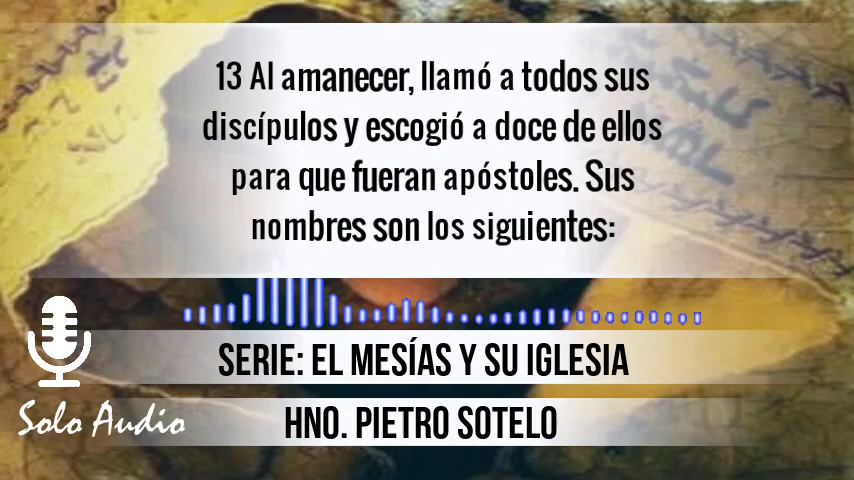 13 Al amanecer, llamó a todos sus
discípulos y escogió a doce de ellos
para que fueran apóstoles. Sus
nombres son los siguientes:
SERIE: EL MESÍAS Y SU IGLESIA
Solo Audio
HNO. PIETRO SOTELO